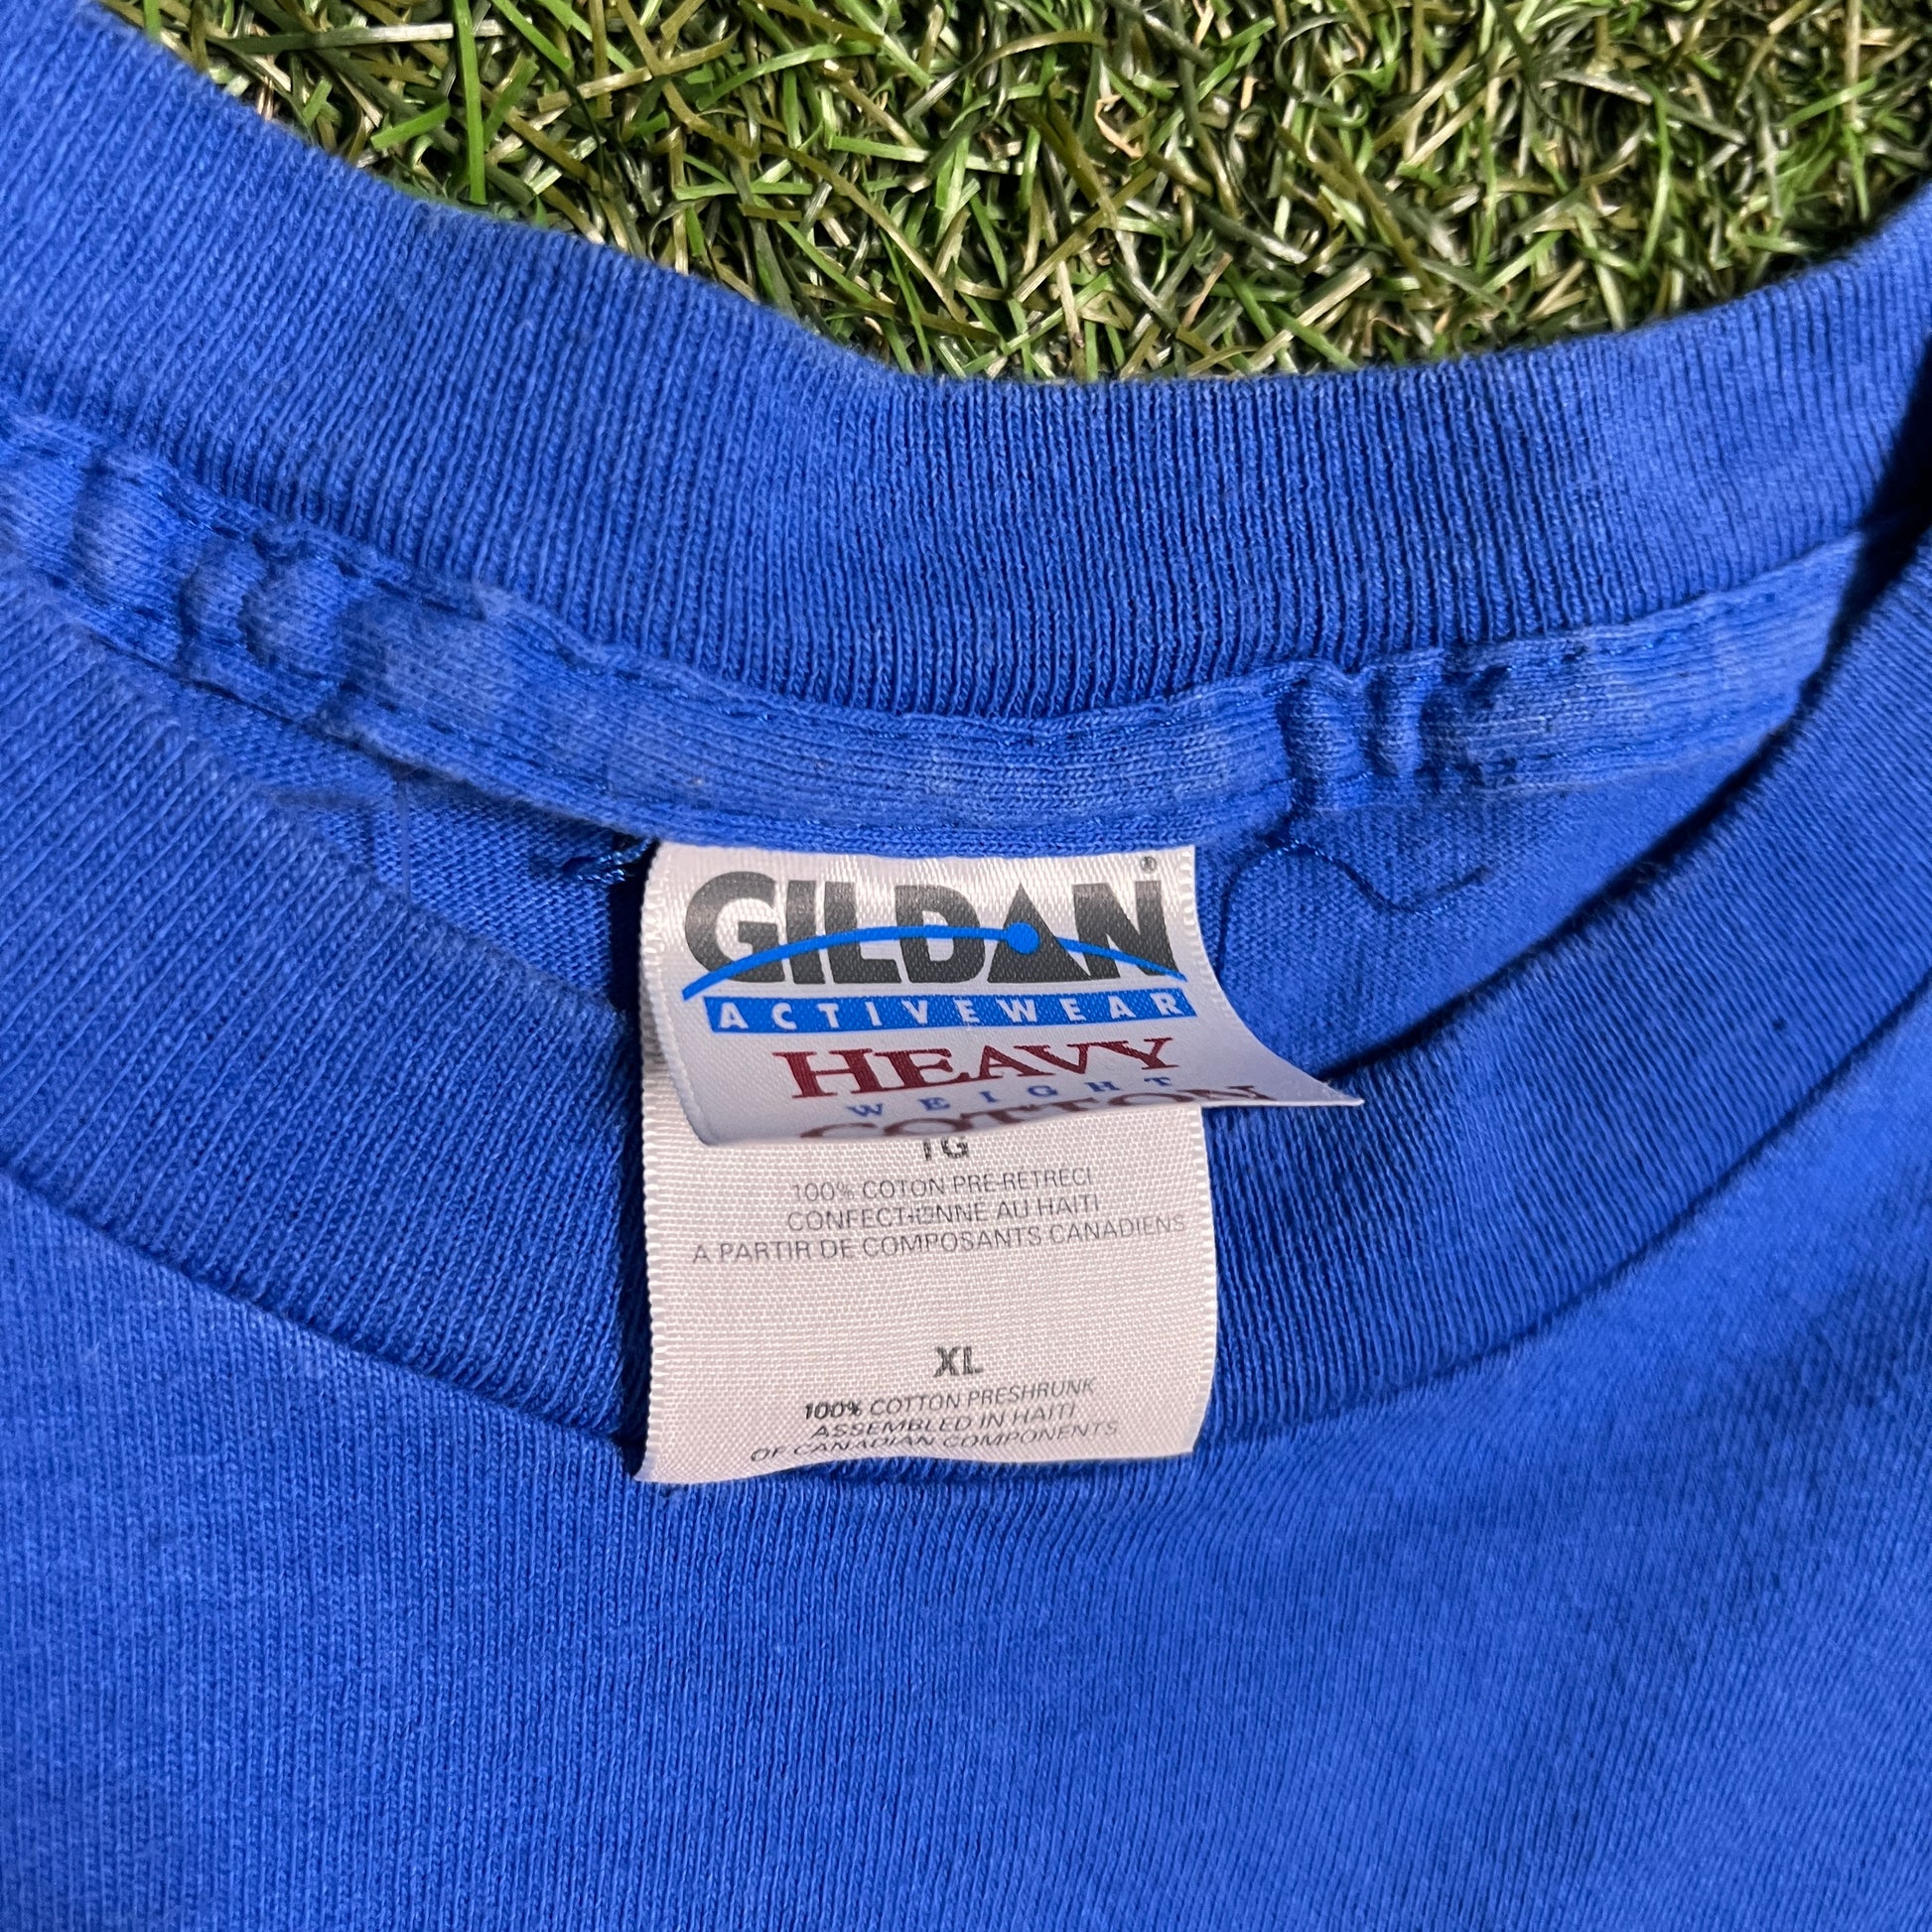 GILDAN®
ACTIVEWEAR
HEAVY
WEIGHT
COTTON
TG
100% COTON PRE-RETRECI
CONFECTIONNE AU HAITI
A PARTIR DE COMPOSANTS CANADIENS
XL
100% COTTON PRESHRUNK
ASSEMBLED IN HAITI
OF CANADIAN COMPONENTS